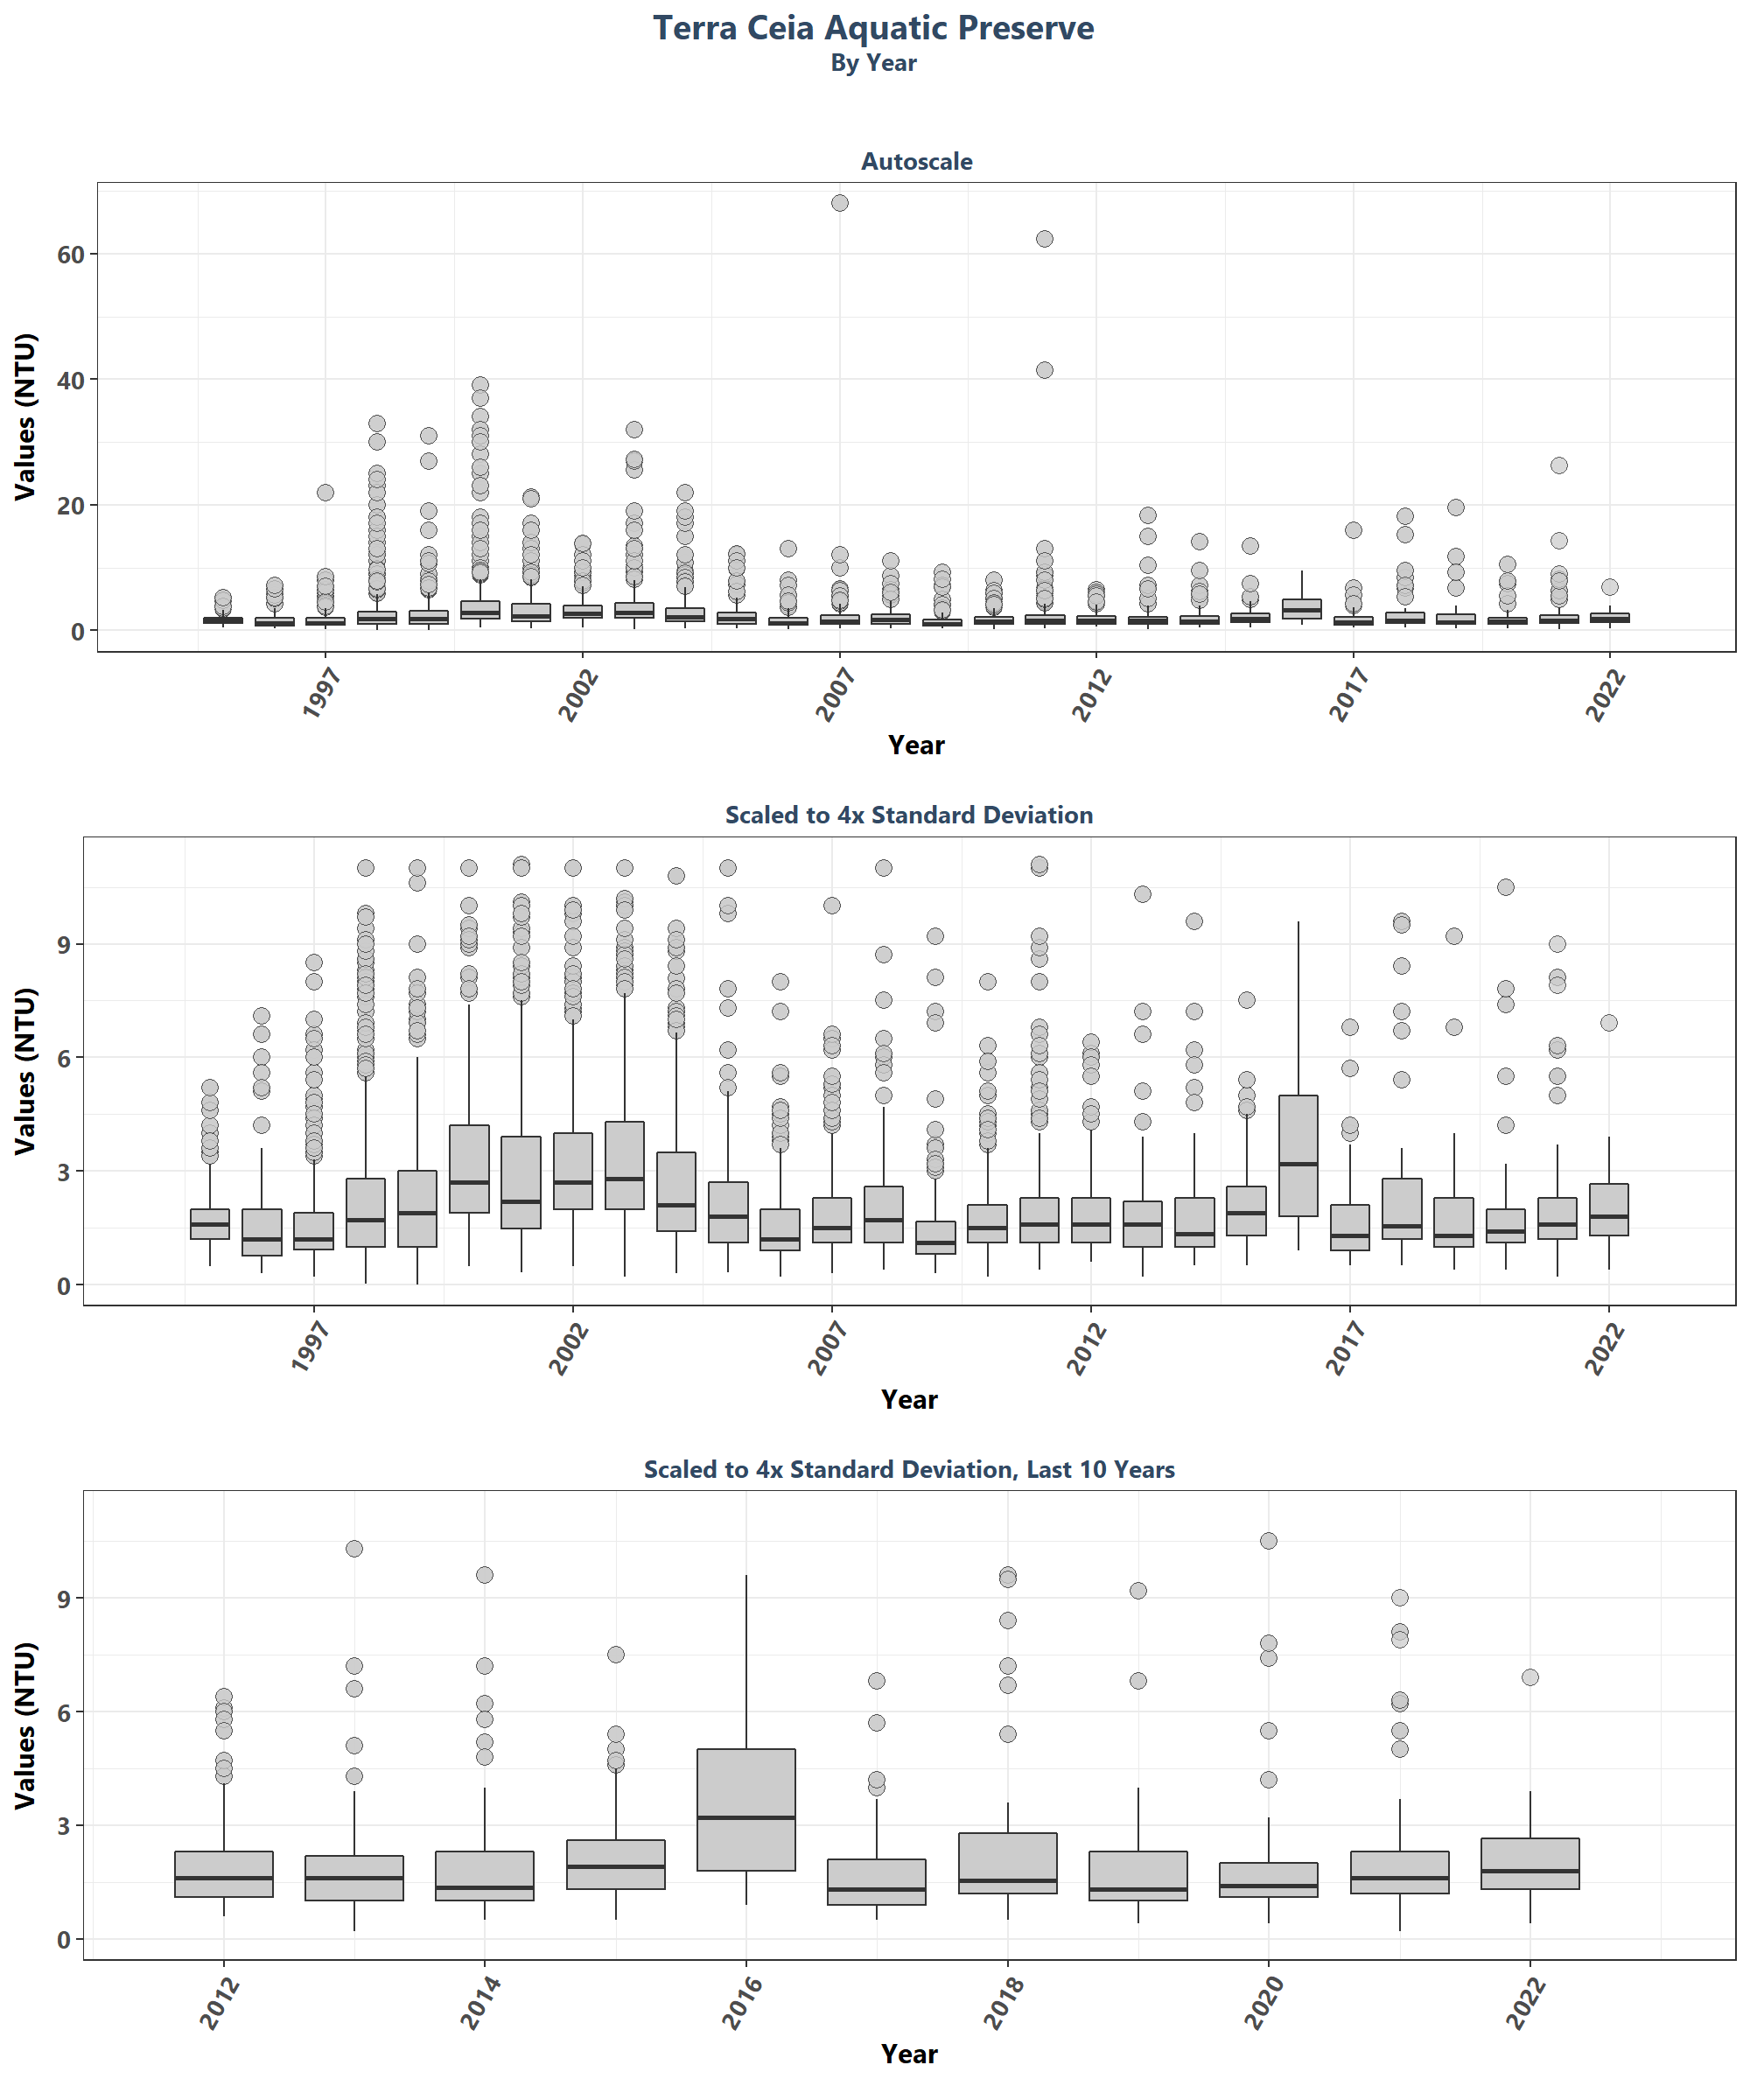 Terra Ceia Aquatic Preserve
By Year
Autoscale
Values (NTU)
60
40
20
0
1997
2002
2007
2012
2017
2022
Year
Scaled to 4x Standard Deviation
Values (NTU)
9
6
3
0
1997
2002
2007
2012
2017
2022
Year
Scaled to 4x Standard Deviation, Last 10 Years
Values (NTU)
9
6
3
0
2012
2014
2016
2018
2020
2022
Year